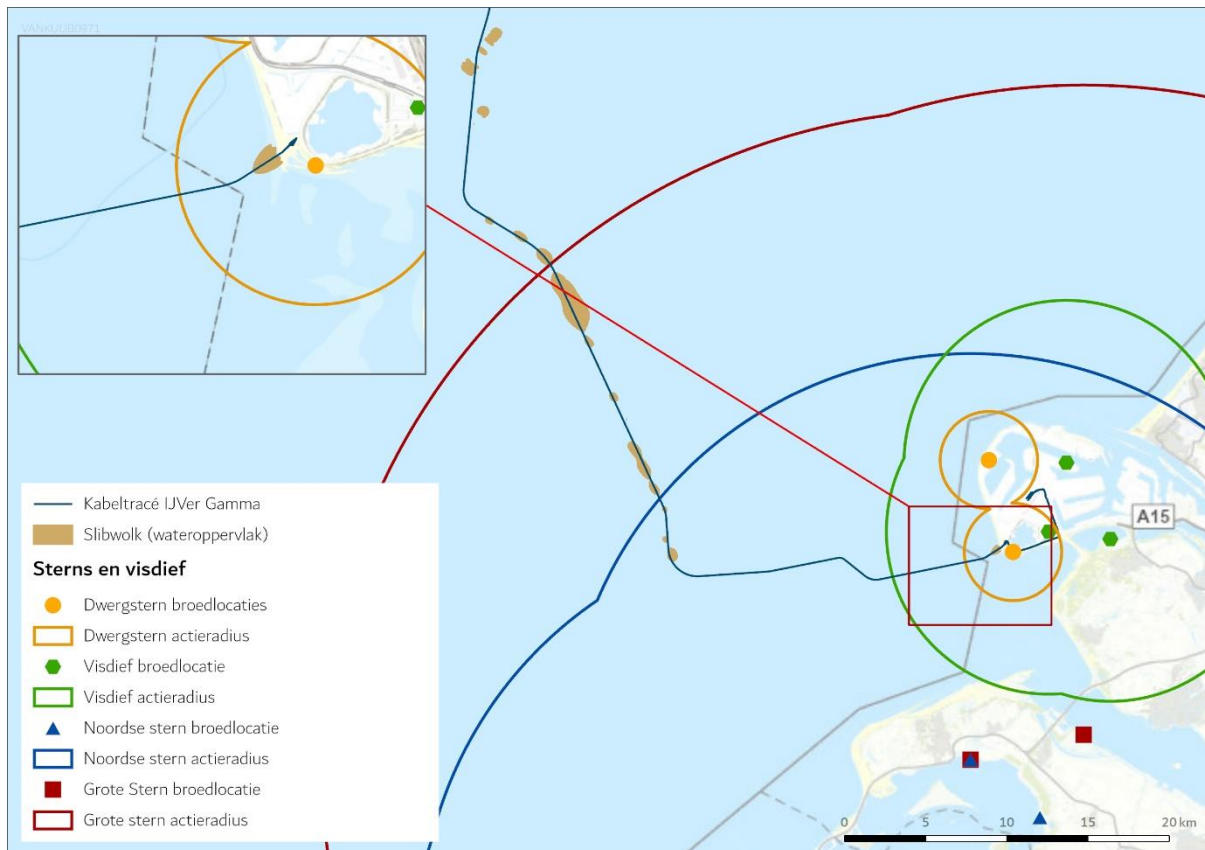 VANKUUB0971
A15
Kabeltracé IJVer Gamma
Slibwolk (wateroppervlak)
Sterns en visdief
Dwergstern broedlocaties
Dwergstern actieradius
Visdief broedlocatie
Visdief actieradius
Noordse stern broedlocatie
Noordse stern actieradius
Grote Stern broedlocatie
Grote stern actieradius
0 5 10 15 20 km